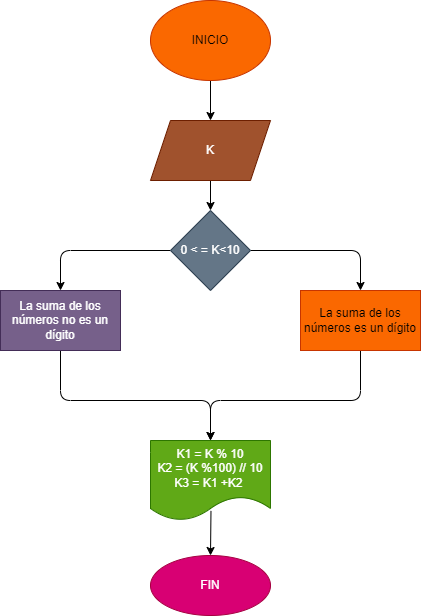 INICIO
K
0 < = K<10
La suma de los
números no es un
dígito
La suma de los
números es un dígito
K1 = K % 10
K2 = (K %100) // 10
K3 = K1 +K2
FIN